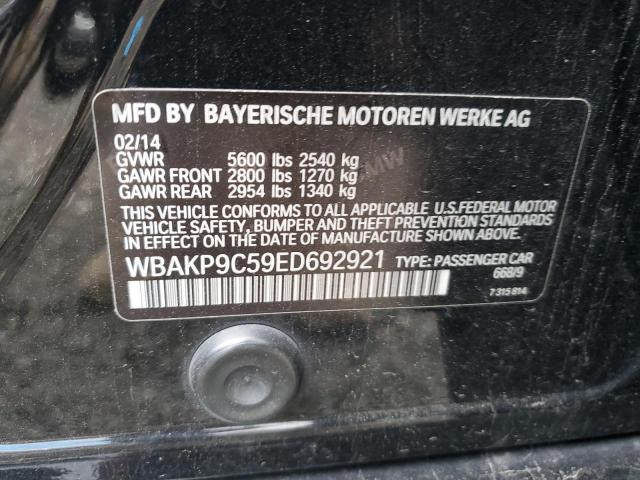 MFD BY BAYERISCHE MOTOREN WERKE AG
02/14
GVWR 5600 lbs 2540 kg
GAWR FRONT 2800 lbs 1270 kg
GAWR REAR 2954 lbs 1340 kg
THIS VEHICLE CONFORMS TO ALL APPLICABLE U.S.FEDERAL MOTOR
VEHICLE SAFETY, BUMPER, AND THEFT PREVENTION STANDARDS
IN EFFECT ON THE DATE OF MANUFACTURE SHOWN ABOVE.
WBAKP9C59ED692921 TYPE: PASSENGER CAR
668/9
7 315 814